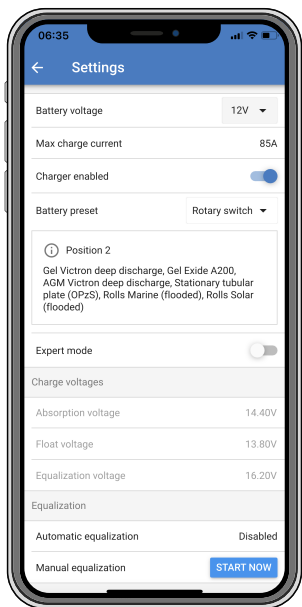 06:35
Settings
Battery voltage 12V
Max charge current 85A
Charger enabled
Battery preset Rotary switch
Position 2
Gel Victron deep discharge, Gel Exide A200,
AGM Victron deep discharge, Stationary tubular
plate (OPzS), Rolls Marine (flooded), Rolls Solar
(flooded)
Expert mode
Charge voltages
Absorption voltage 14.40V
Float voltage 13.80V
Equalization voltage 16.20V
Equalization
Automatic equalization Disabled
Manual equalization START NOW